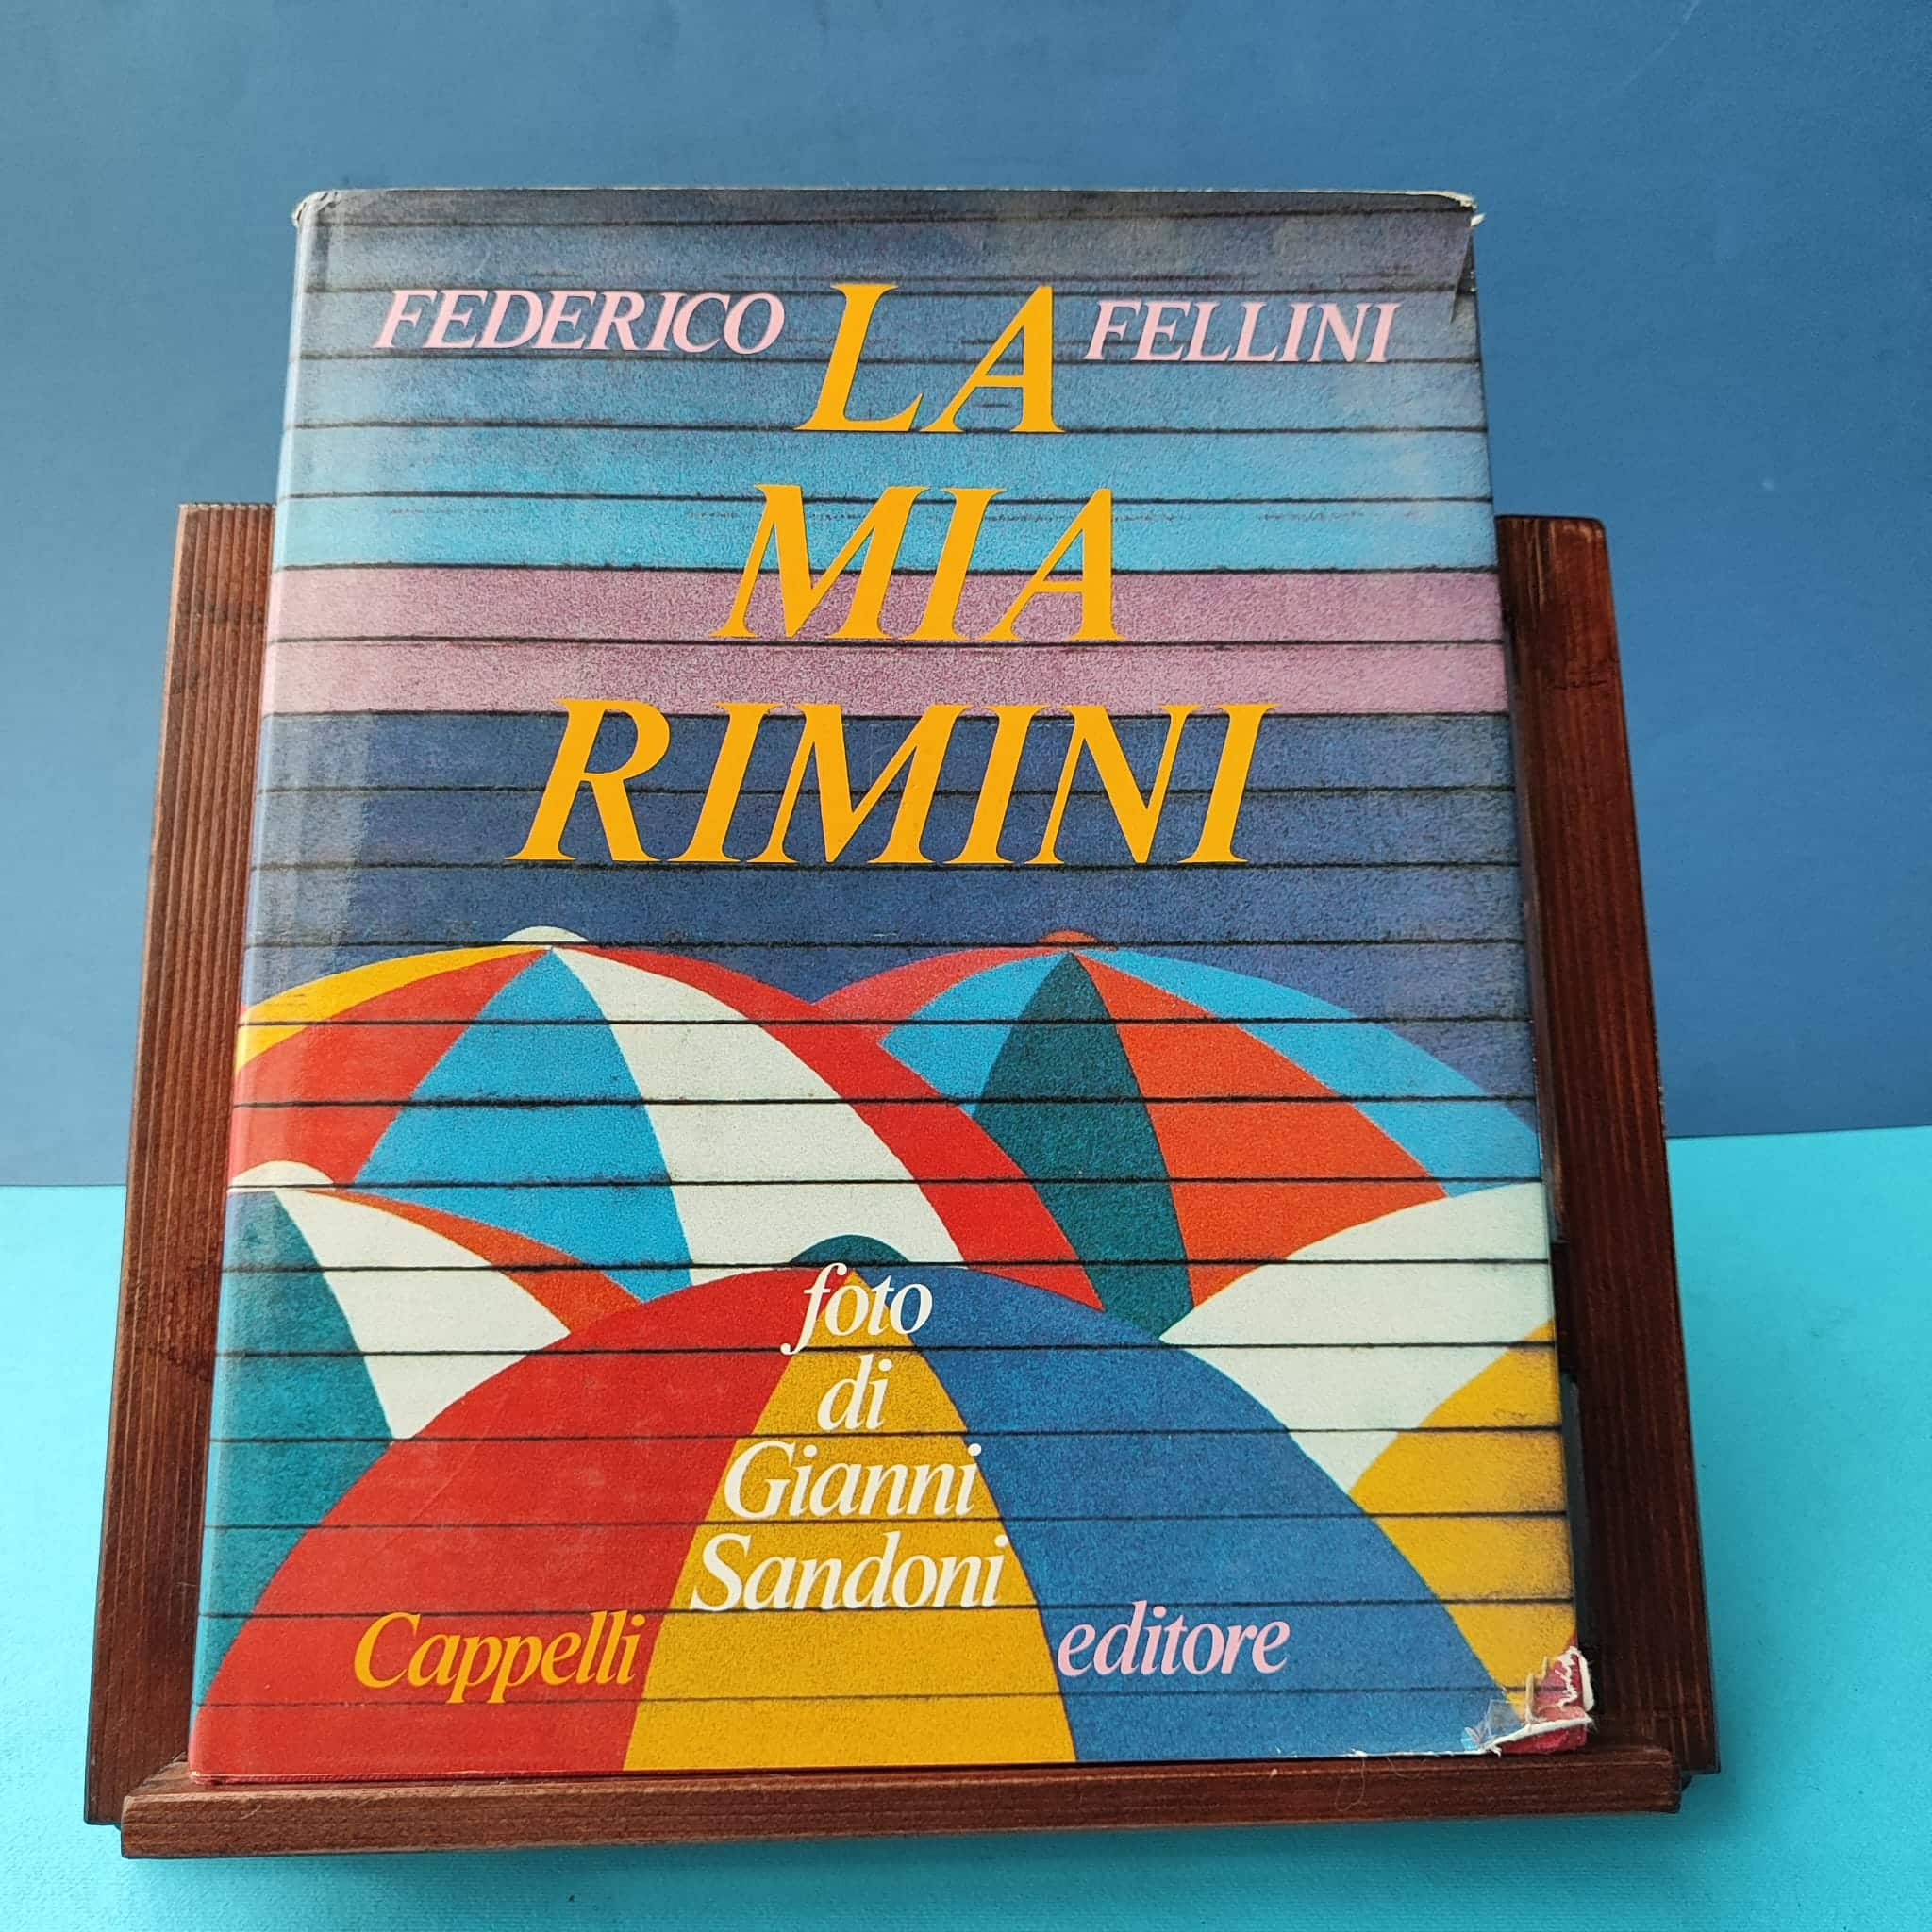 FEDERICO FELLINI
LA
MIA
RIMINI
foto
di
Gianni
Sandoni
Cappelli editore